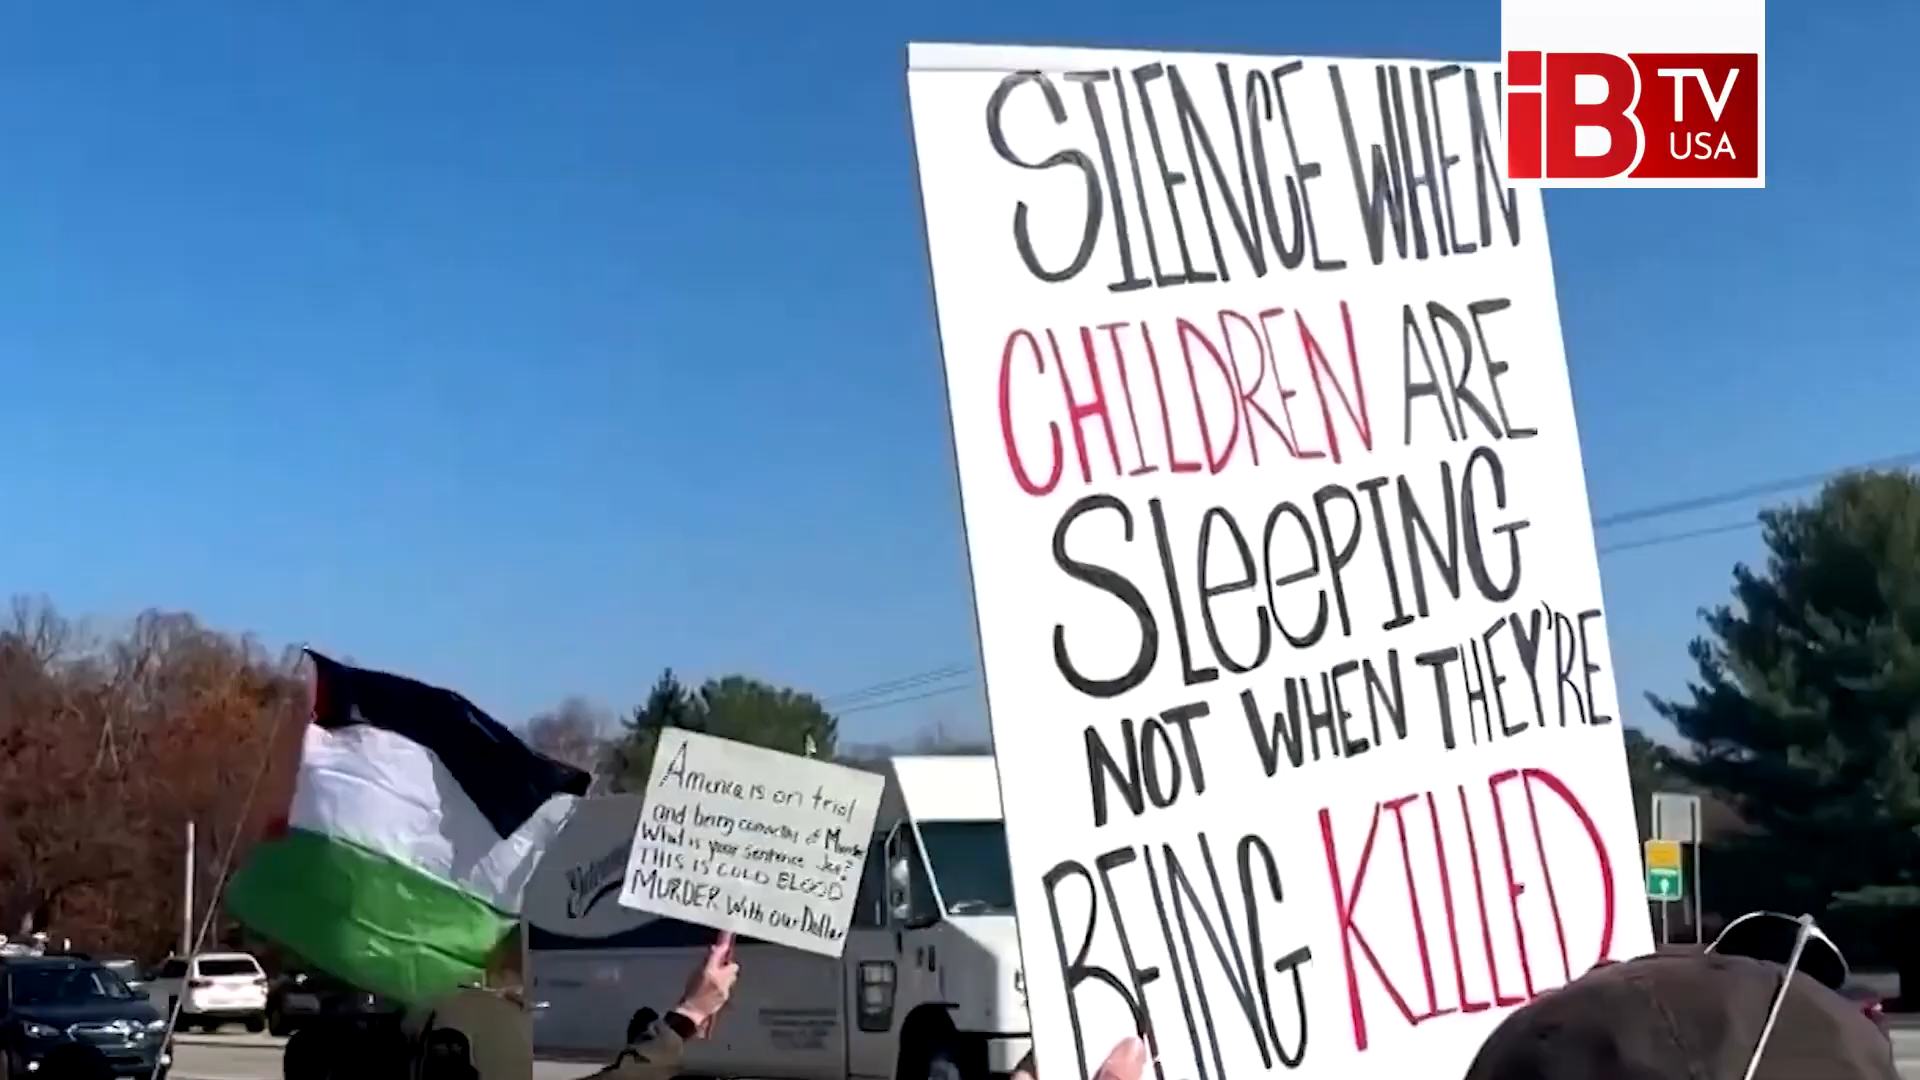 iB TV
USA
SILENCE WHEN
CHILDREN ARE
SLeePING
NOT WHEN THEY'RE
BEING KILLED
America is on trial
and being
What is your sentence
THIS IS COLD BLOOD
MURDER With our Dollar